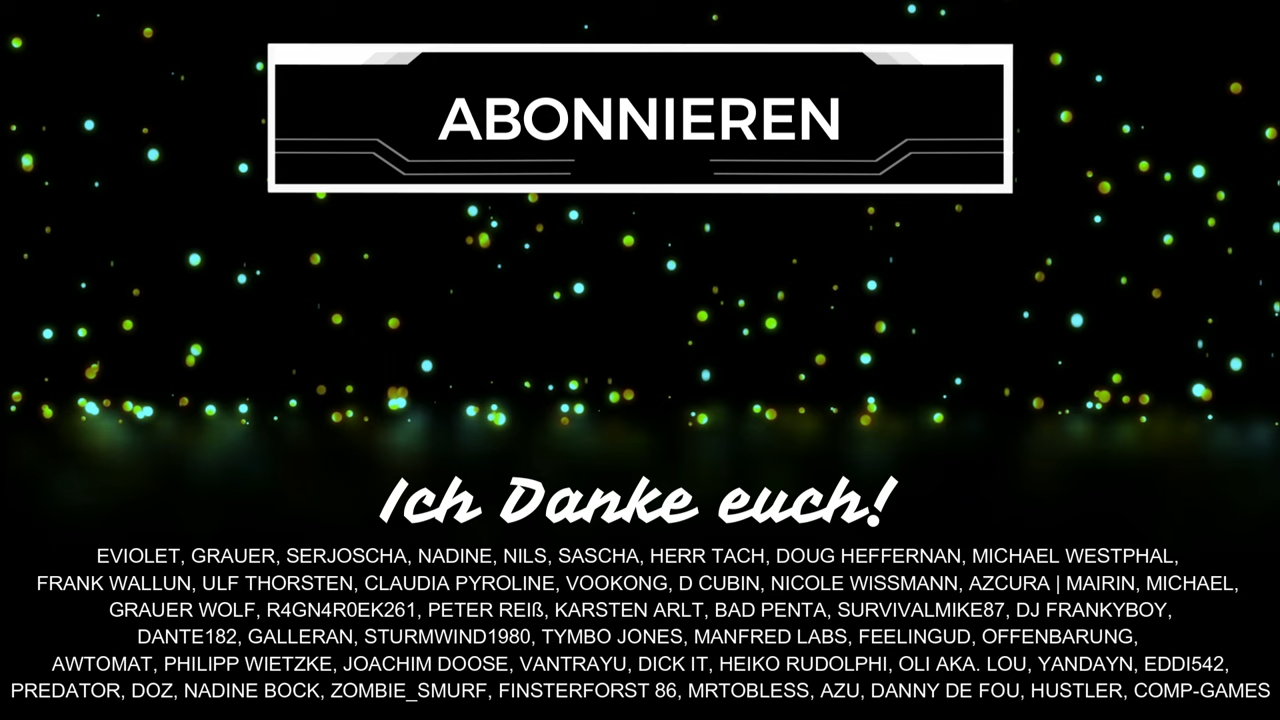 ABONNIEREN
Ich Danke euch!
EVIOLET, GRAUER, SERJOSCHA, NADINE, NILS, SASCHA, HERR TACH, DOUG HEFFERNAN, MICHAEL WESTPHAL,
FRANK WALLUN, ULF THORSTEN, CLAUDIA PYROLINE, VOOKONG, D CUBIN, NICOLE WISSMANN, AZCURA | MAIRIN, MICHAEL,
GRAUER WOLF, R4GN4R0EK261, PETER REIß, KARSTEN ARLT, BAD PENTA, SURVIVALMIKE87, DJ FRANKYBOY,
DANTE182, GALLERAN, STURMWIND1980, TYMBO JONES, MANFRED LABS, FEELINGUD, OFFENBARUNG,
AWTOMAT, PHILIPP WIETZKE, JOACHIM DOOSE, VANTRAYU, DICK IT, HEIKO RUDOLPHI, OLI AKA. LOU, YANDAYN, EDDI542,
PREDATOR, DOZ, NADINE BOCK, ZOMBIE_SMURF, FINSTERFORST 86, MRTOBLESS, AZU, DANNY DE FOU, HUSTLER, COMP-GAMES